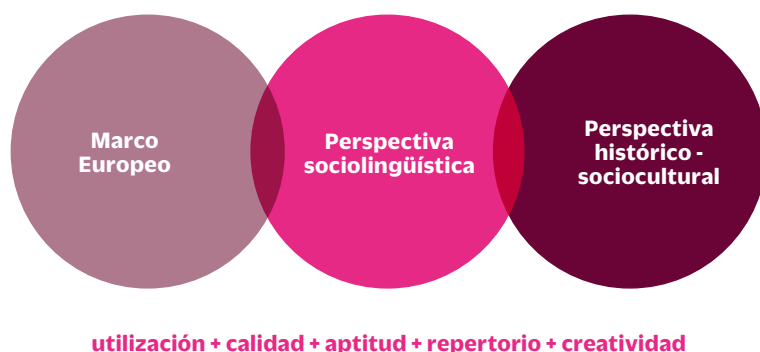 Marco
Europeo
Perspectiva
sociolingüística
Perspectiva
histórico -
sociocultural
utilización + calidad + aptitud + repertorio + creatividad